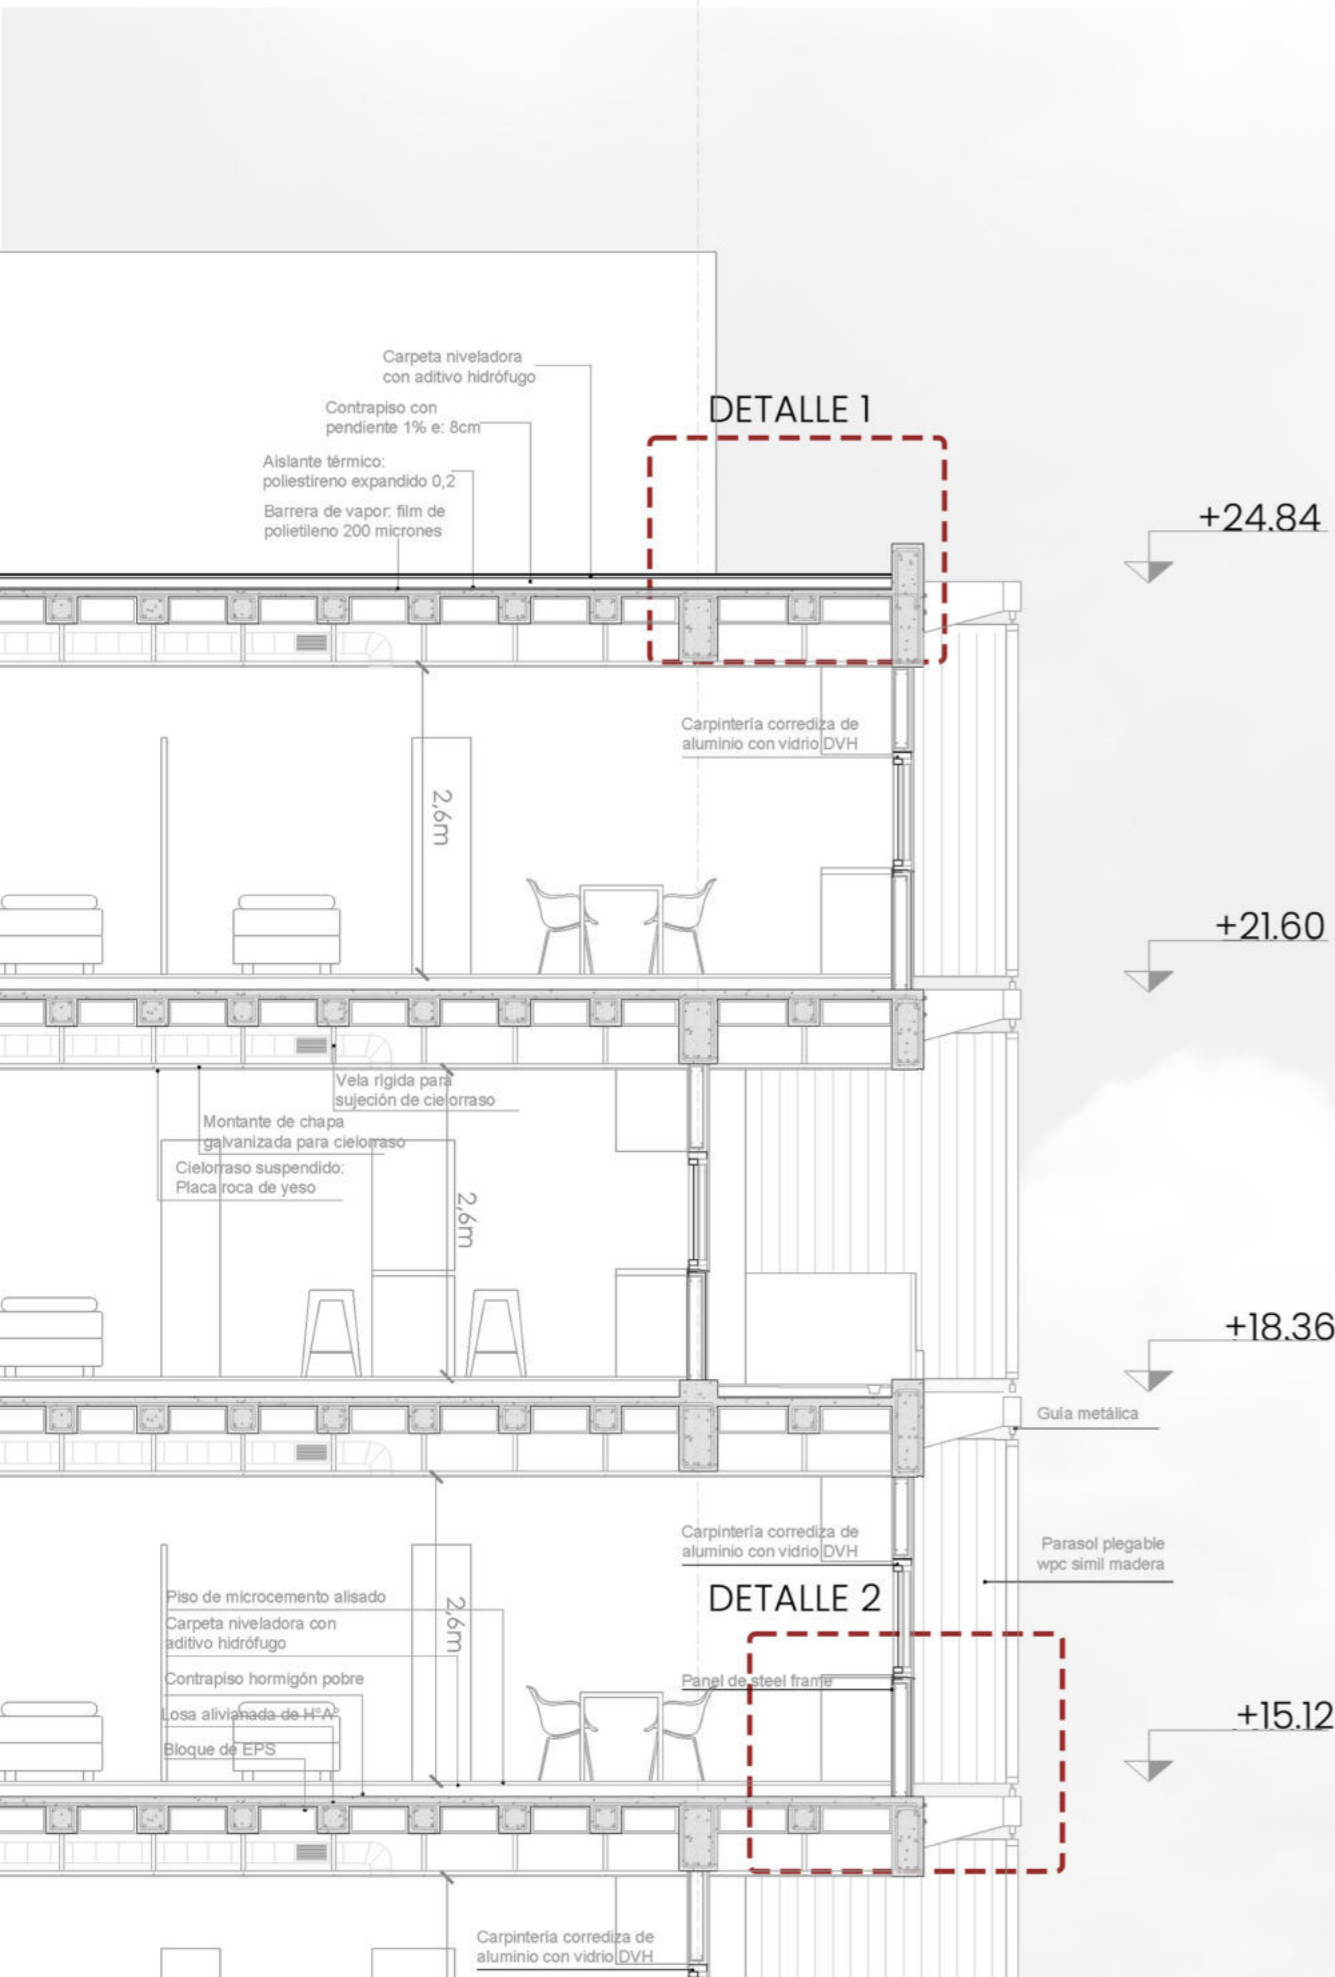 Carpeta niveladora
con aditivo hidrófugo
Contrapiso con
pendiente 1% e: 8cm
DETALLE 1
Aislante térmico:
poliestireno expandido 0,2
Barrera de vapor: film de
polietileno 200 micrones
+24.84
Carpintería corrediza de
aluminio con vidrio DVH
2,6m
+21.60
Vela rígida para
sujeción de cielorraso
Montante de chapa
galvanizada para cielorraso
Cielorraso suspendido:
Placa roca de yeso
2,6m
+18.36
Guia metálica
Carpintería corrediza de
aluminio con vidrio DVH
Parasol plegable
wpc simil madera
DETALLE 2
Piso de microcemento alisado
2,6m
Carpeta niveladora con
aditivo hidrófugo
Contrapiso hormigón pobre
Panel de steel frame
Losa alivianada de H°A°
+15.12
Bloque de EPS
Carpintería corrediza de
aluminio con vidrio DVH